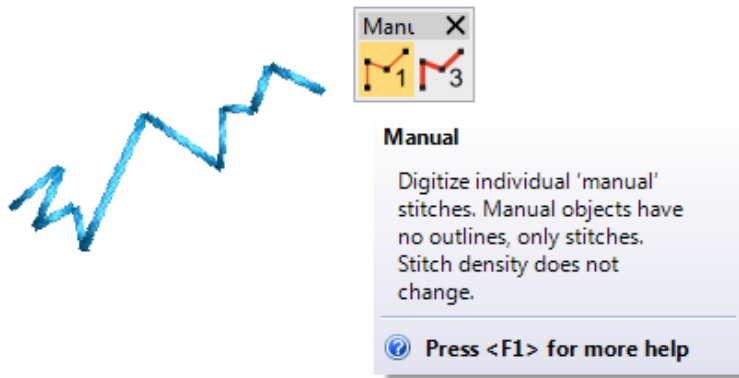 Manu
1 3
Manual
Digitize individual ‘manual’
stitches. Manual objects have
no outlines, only stitches.
Stitch density does not
change.
Press <F1> for more help